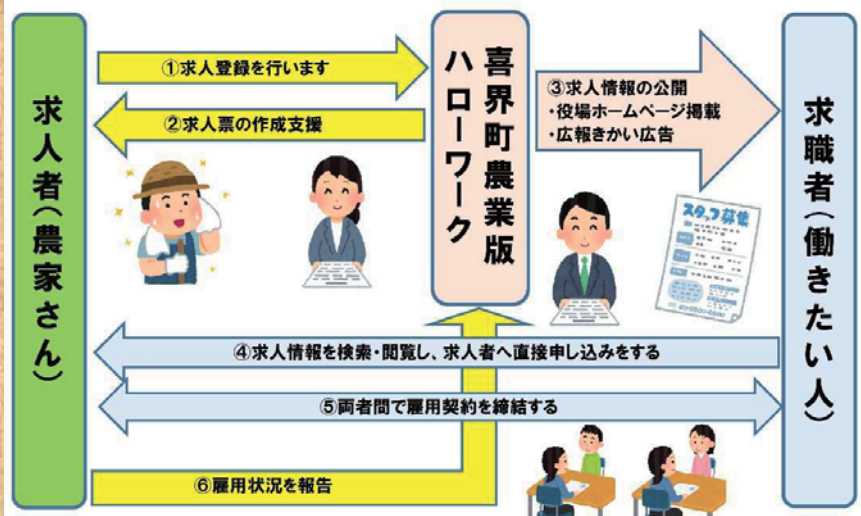 求人者(農家さん)
①求人登録を行います
②求人票の作成支援
喜界町農業版
ハローワーク
③求人情報の公開
・役場ホームページ掲載
・広報きかい広告
求職者(働きたい人)
スタッフ募集
④求人情報を検索・閲覧し、求人者へ直接申し込みをする
⑤両者間で雇用契約を締結する
⑥雇用状況を報告